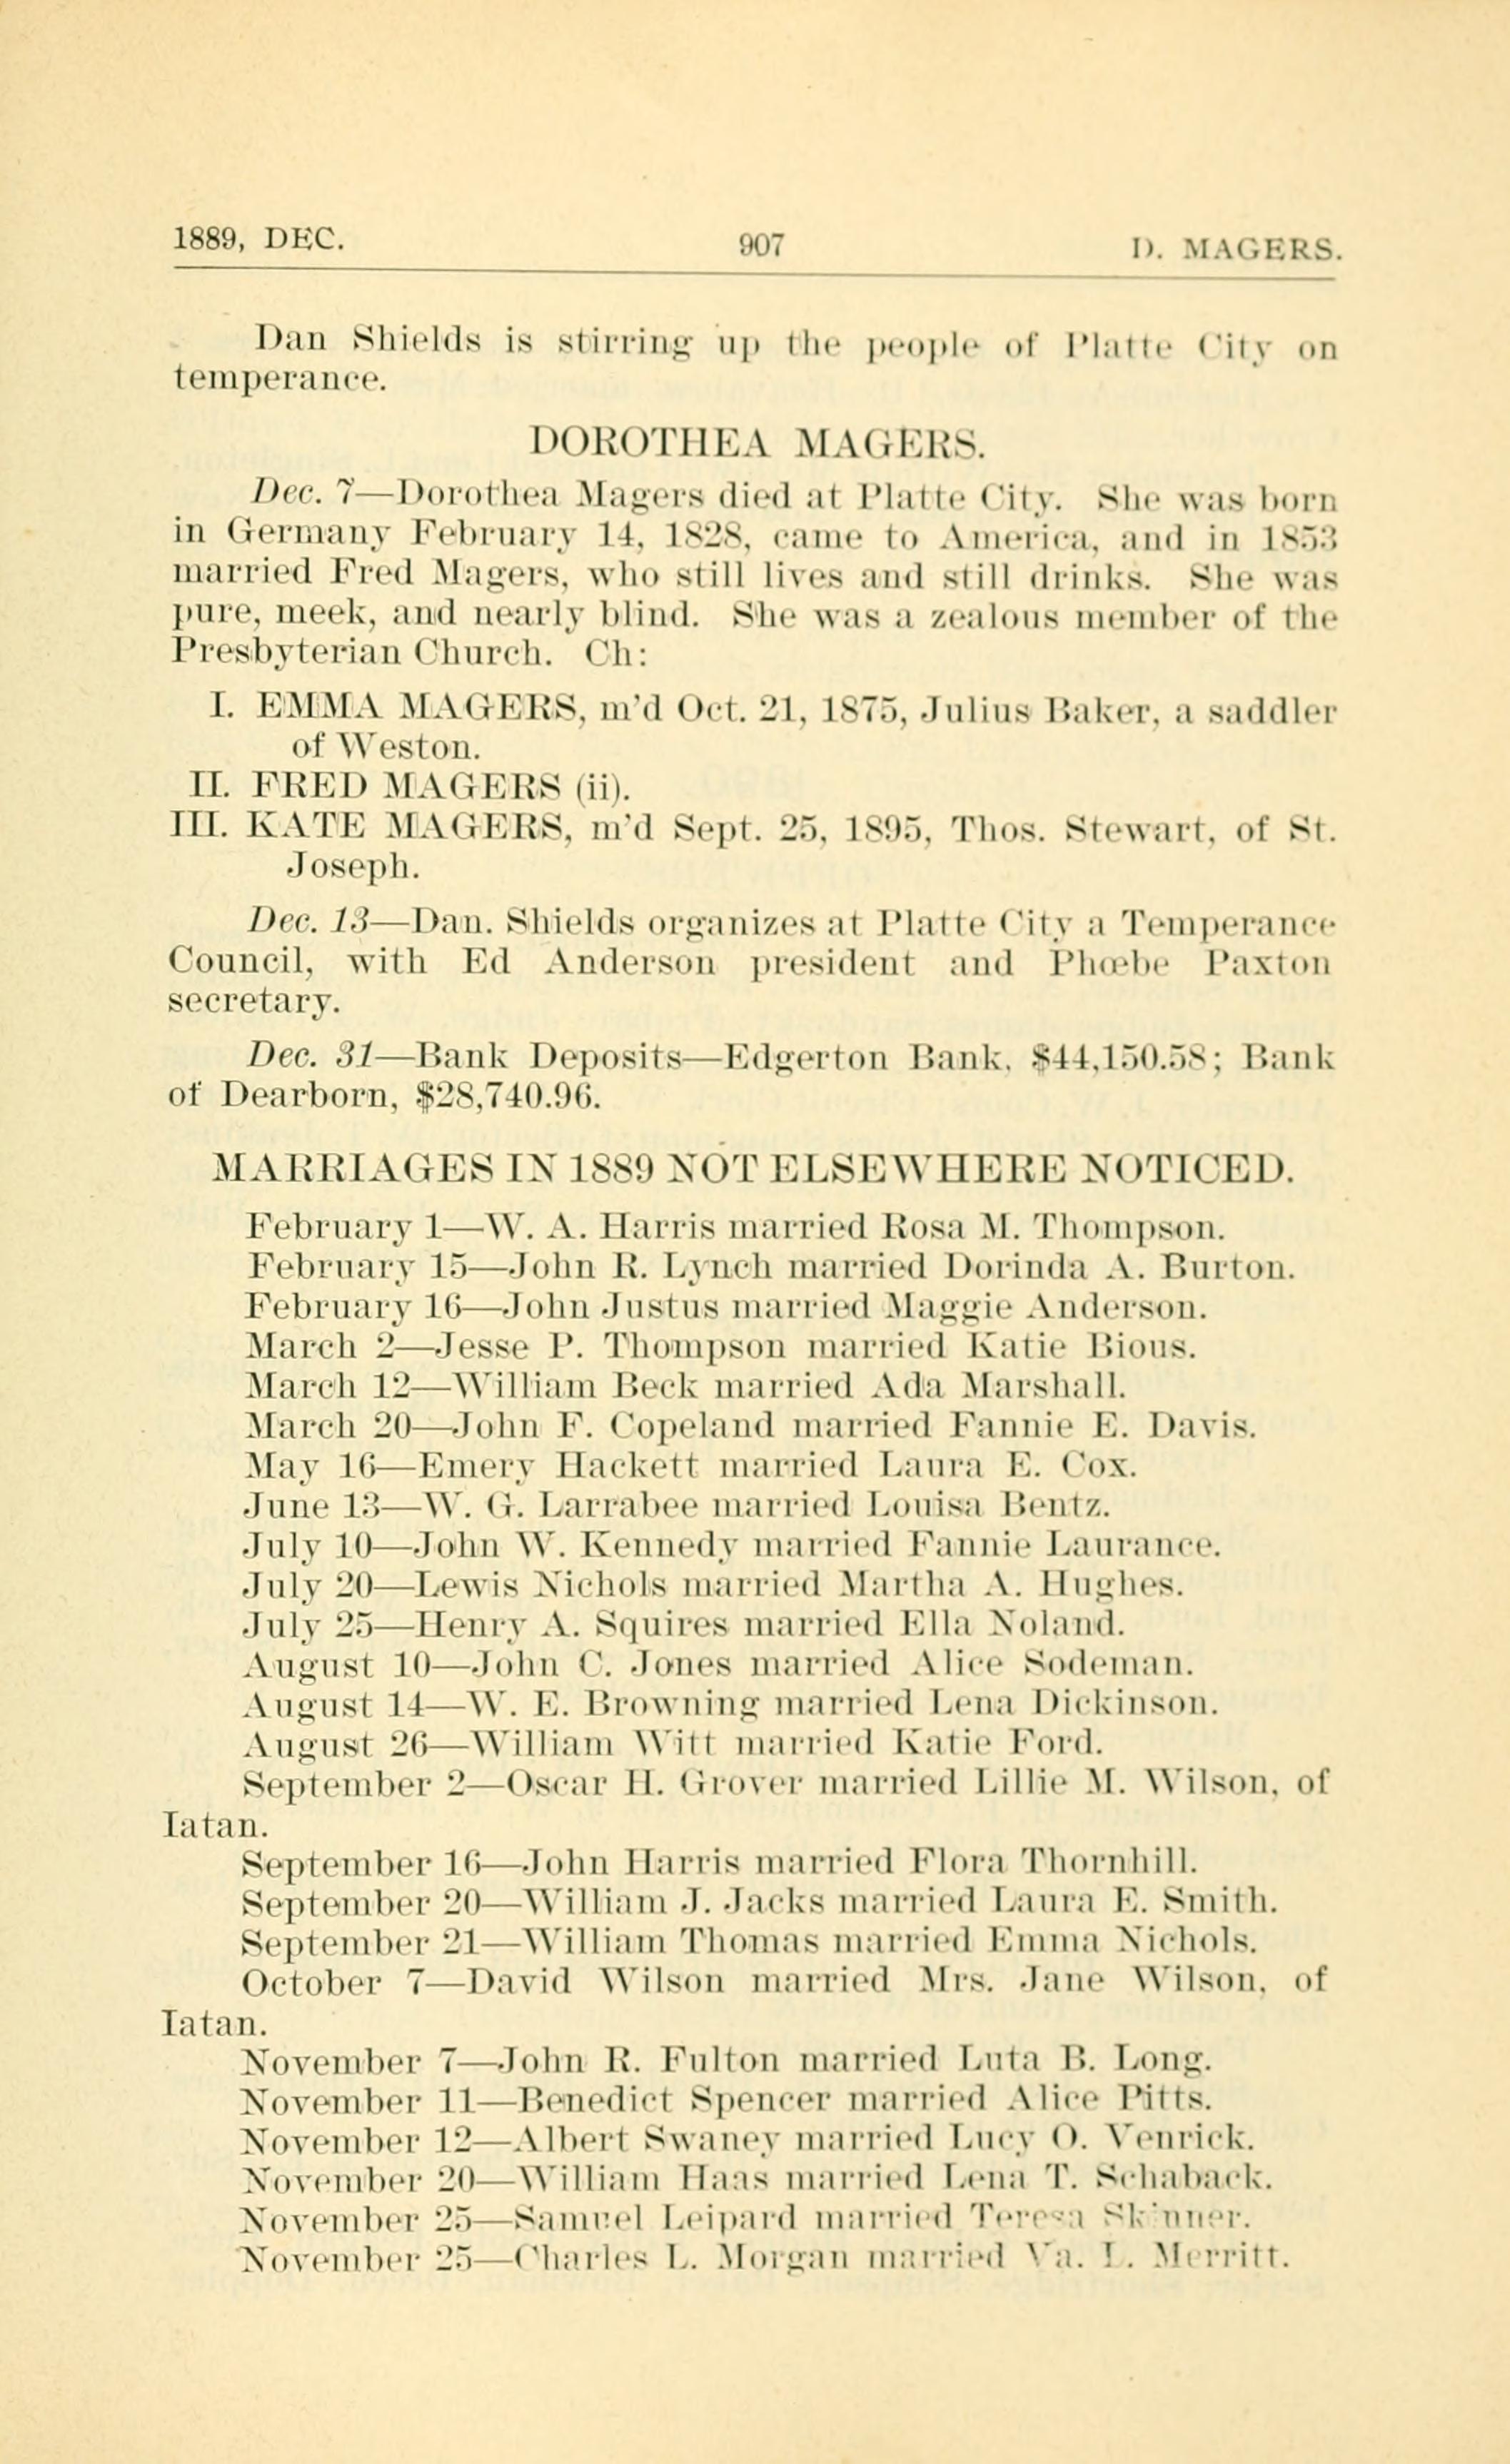 1889, DEC. 907 D. MAGERS.
Dan Shields is stirring up the people of Platte City on
temperance.
DOROTHEA MAGERS.
Dec. 7—Dorothea Magers died at Platte City. She was born
in Germany February 14, 1828, came to America, and in 1853
married Fred Magers, who still lives and still drinks. She was
pure, meek, and nearly blind. She was a zealous member of the
Presbyterian Church. Ch:
I. EMMA MAGERS, m'd Oct. 21, 1875, Julius Baker, a saddler
of Weston.
II. FRED MAGERS (ii).
III. KATE MAGERS, m'd Sept. 25, 1895, Thos. Stewart, of St.
Joseph.
Dec. 13—Dan. Shields organizes at Platte City a Temperance
Council, with Ed Anderson president and Phœbe Paxton
secretary.
Dec. 31—Bank Deposits—Edgerton Bank, $44,150.58; Bank
of Dearborn, $28,740.96.
MARRIAGES IN 1889 NOT ELSEWHERE NOTICED.
February 1—W. A. Harris married Rosa M. Thompson.
February 15—John R. Lynch married Dorinda A. Burton.
February 16—John Justus married Maggie Anderson.
March 2—Jesse P. Thompson married Katie Bious.
March 12—William Beck married Ada Marshall.
March 20—John F. Copeland married Fannie E. Davis.
May 16—Emery Hackett married Laura E. Cox.
June 13—W. G. Larrabee married Louisa Bentz.
July 10—John W. Kennedy married Fannie Laurance.
July 20—Lewis Nichols married Martha A. Hughes.
July 25—Henry A. Squires married Ella Noland.
August 10—John C. Jones married Alice Sodeman.
August 14—W. E. Browning married Lena Dickinson.
August 26—William Witt married Katie Ford.
September 2—Oscar H. Grover married Lillie M. Wilson, of
Iatan.
September 16—John Harris married Flora Thornhill.
September 20—William J. Jacks married Laura E. Smith.
September 21—William Thomas married Emma Nichols.
October 7—David Wilson married Mrs. Jane Wilson, of
Iatan.
November 7—John R. Fulton married Luta B. Long.
November 11—Benedict Spencer married Alice Pitts.
November 12—Albert Swaney married Lucy O. Venrick.
November 20—William Haas married Lena T. Schaback.
November 25—Samuel Leipard married Teresa Skinner.
November 25—Charles L. Morgan married Va. L. Merritt.